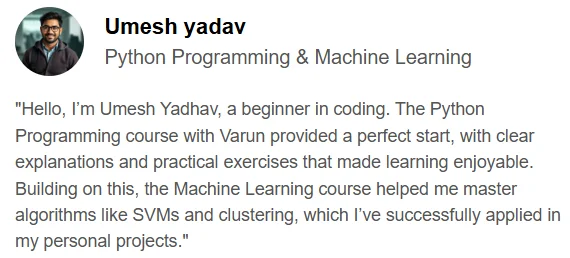 Umesh yadav
Python Programming & Machine Learning
"Hello, I’m Umesh Yadhav, a beginner in coding. The Python
Programming course with Varun provided a perfect start, with clear
explanations and practical exercises that made learning enjoyable.
Building on this, the Machine Learning course helped me master
algorithms like SVMs and clustering, which I’ve successfully applied in
my personal projects."